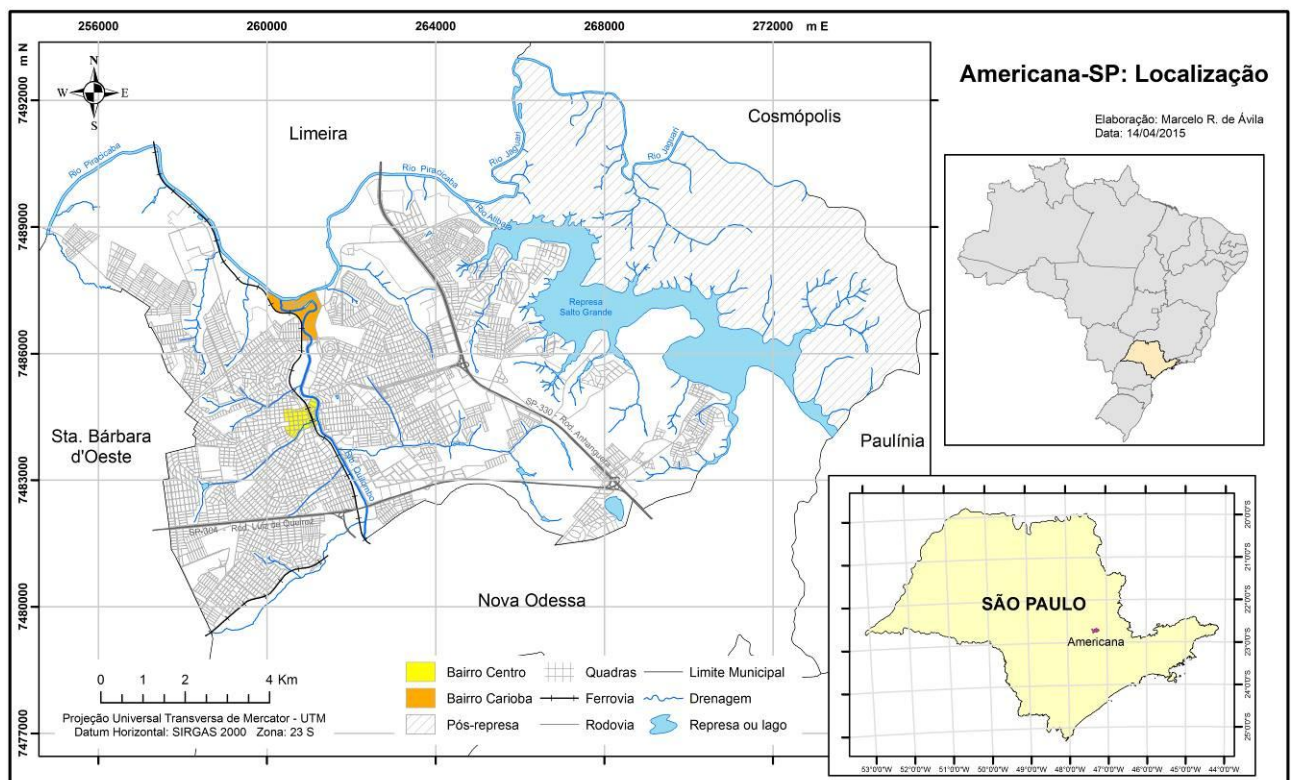 256000 260000 264000 268000 272000 m E
m N
7492000
7489000
7486000
7483000
7480000
7477000
N
W E
S
Limeira
Cosmópolis
Rio Piracicaba
Rio Jaguari
Rio Jaguari
Rio Piracicaba
Rio Atibaia
Represa
Salto Grande
SP-330 - Rod. Anhanguera
Paulínia
Sta. Bárbara
d'Oeste
Rio Quilombo
SP-304 - Rod. Luiz de Queiroz
Nova Odessa
0 1 2 4 Km
Projeção Universal Transversa de Mercator - UTM
Datum Horizontal: SIRGAS 2000 Zona: 23 S
Bairro Centro
Bairro Carioba
Pós-represa
Quadras
Ferrovia
Rodovia
Limite Municipal
Drenagem
Represa ou lago
Americana-SP: Localização
Elaboração: Marcelo R. de Ávila
Data: 14/04/2015
SÃO PAULO
Americana
20°0'0"S
21°0'0"S
22°0'0"S
23°0'0"S
24°0'0"S
25°0'0"S
53°0'0"W 52°0'0"W 51°0'0"W 50°0'0"W 49°0'0"W 48°0'0"W 47°0'0"W 46°0'0"W 45°0'0"W 44°0'0"W